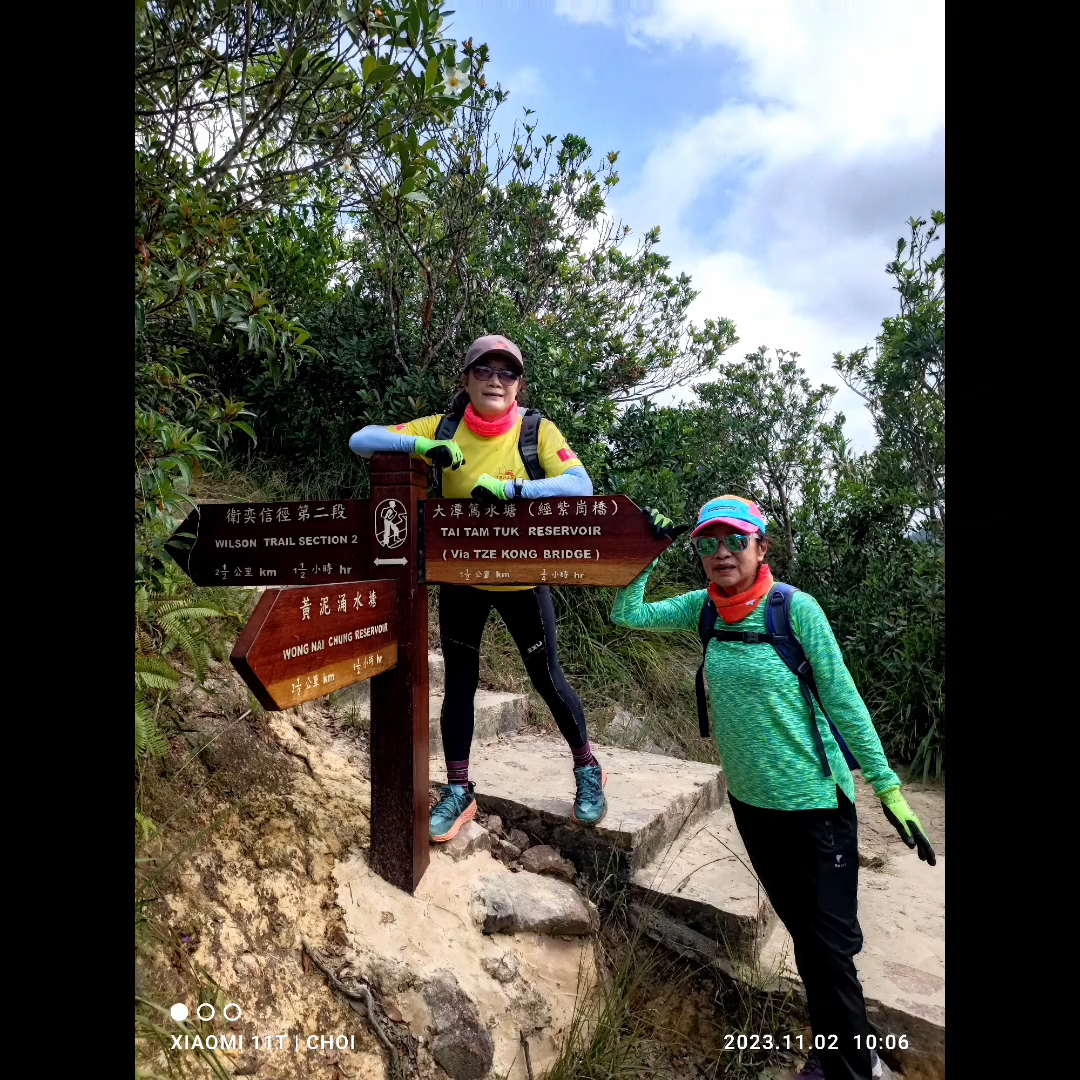 衛奕信徑第二段
WILSON TRAIL SECTION 2
2½ 公里 km 1½ 小時 hr
大潭篤水塘（經紫崗橋）
TAI TAM TUK RESERVOIR
( Via TZE KONG BRIDGE )
公里 km 小時 hr
黃泥涌水塘
WONG NAI CHUNG RESERVOIR
2½ 公里 km 1½ 小時 hr
XIAOMI 11T | CHOI
2023.11.02 10:06